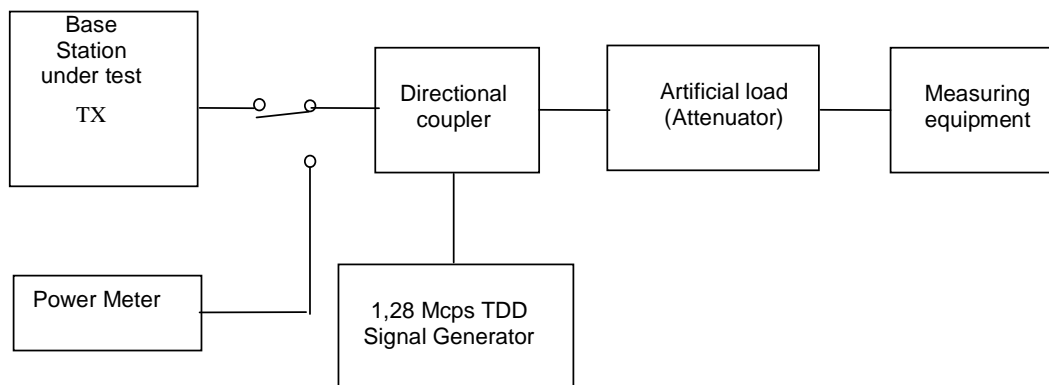 Base
Station
under test
TX
Directional
coupler
Artificial load
(Attenuator)
Measuring
equipment
Power Meter
1,28 Mcps TDD
Signal Generator